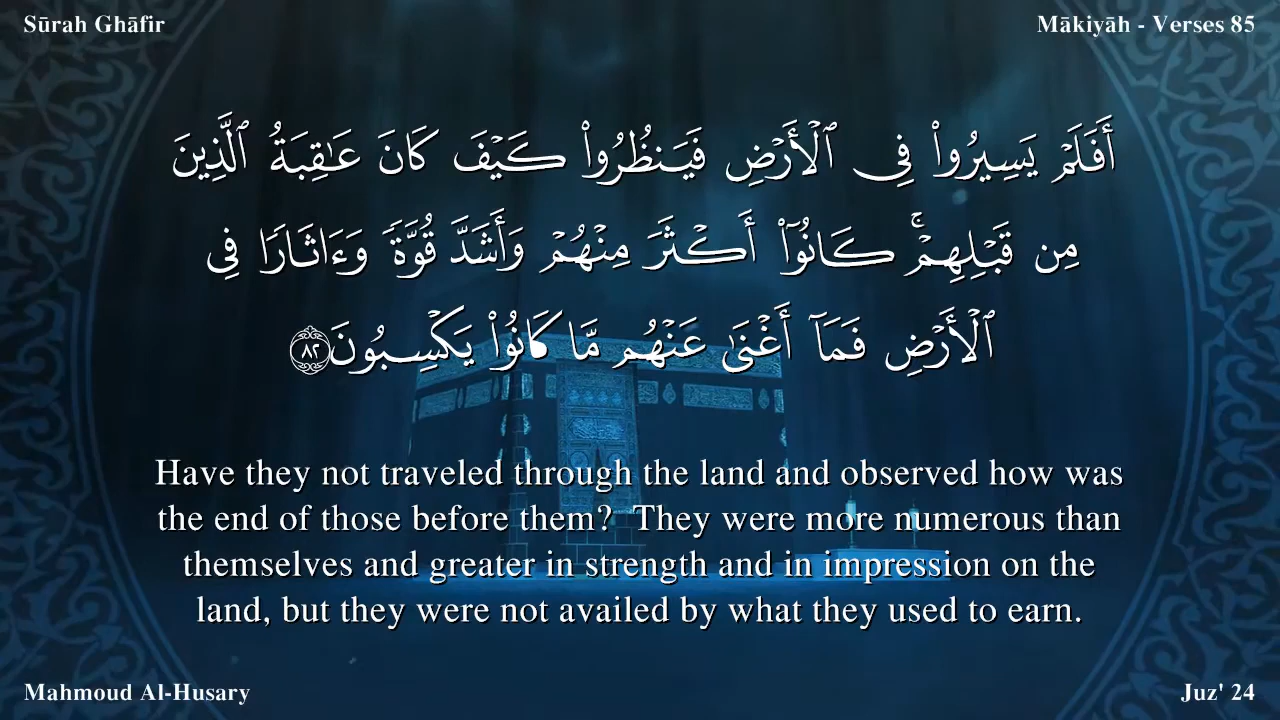 Sūrah Ghāfir
Mākiyāh - Verses 85
أَفَلَمْ يَسِيرُوا۟ فِى ٱلْأَرْضِ فَيَنظُرُوا۟ كَيْفَ كَانَ عَـٰقِبَةُ ٱلَّذِينَ
مِن قَبْلِهِمْ ۚ كَانُوٓا۟ أَكْثَرَ مِنْهُمْ وَأَشَدَّ قُوَّةً وَءَاثَارًا فِى
ٱلْأَرْضِ فَمَآ أَغْنَىٰ عَنْهُم مَّا كَانُوا۟ يَكْسِبُونَ ٨٢
Have they not traveled through the land and observed how was
the end of those before them?  They were more numerous than
themselves and greater in strength and in impression on the
land, but they were not availed by what they used to earn.
Mahmoud Al-Husary
Juz' 24